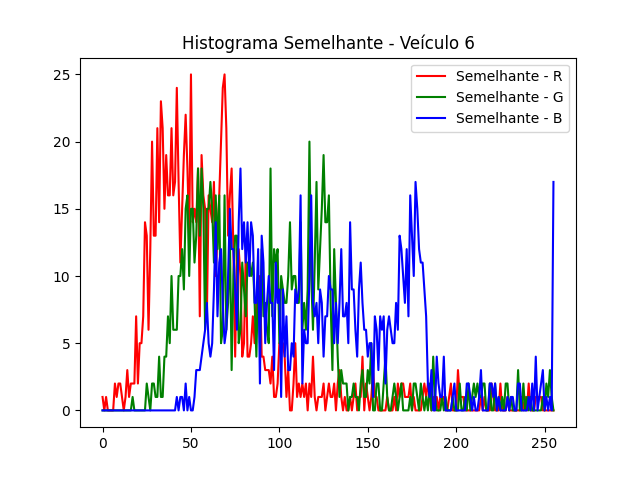 Histograma Semelhante - Veículo 6
Semelhante - R
Semelhante - G
Semelhante - B
25
20
15
10
5
0
0 50 100 150 200 250